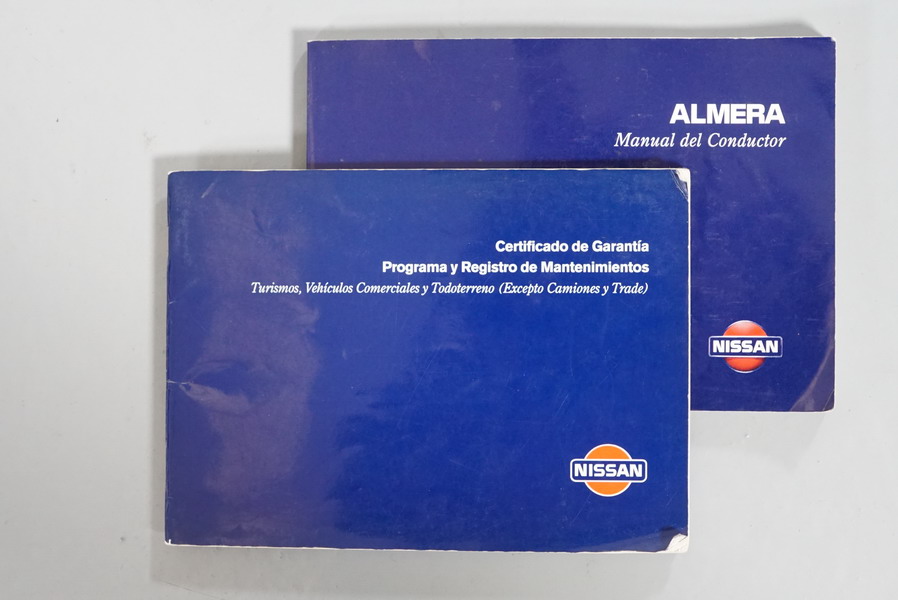 ALMERA
Manual del Conductor
NISSAN
Certificado de Garantía
Programa y Registro de Mantenimientos
Turismos, Vehículos Comerciales y Todoterreno (Excepto Camiones y Trade)
NISSAN